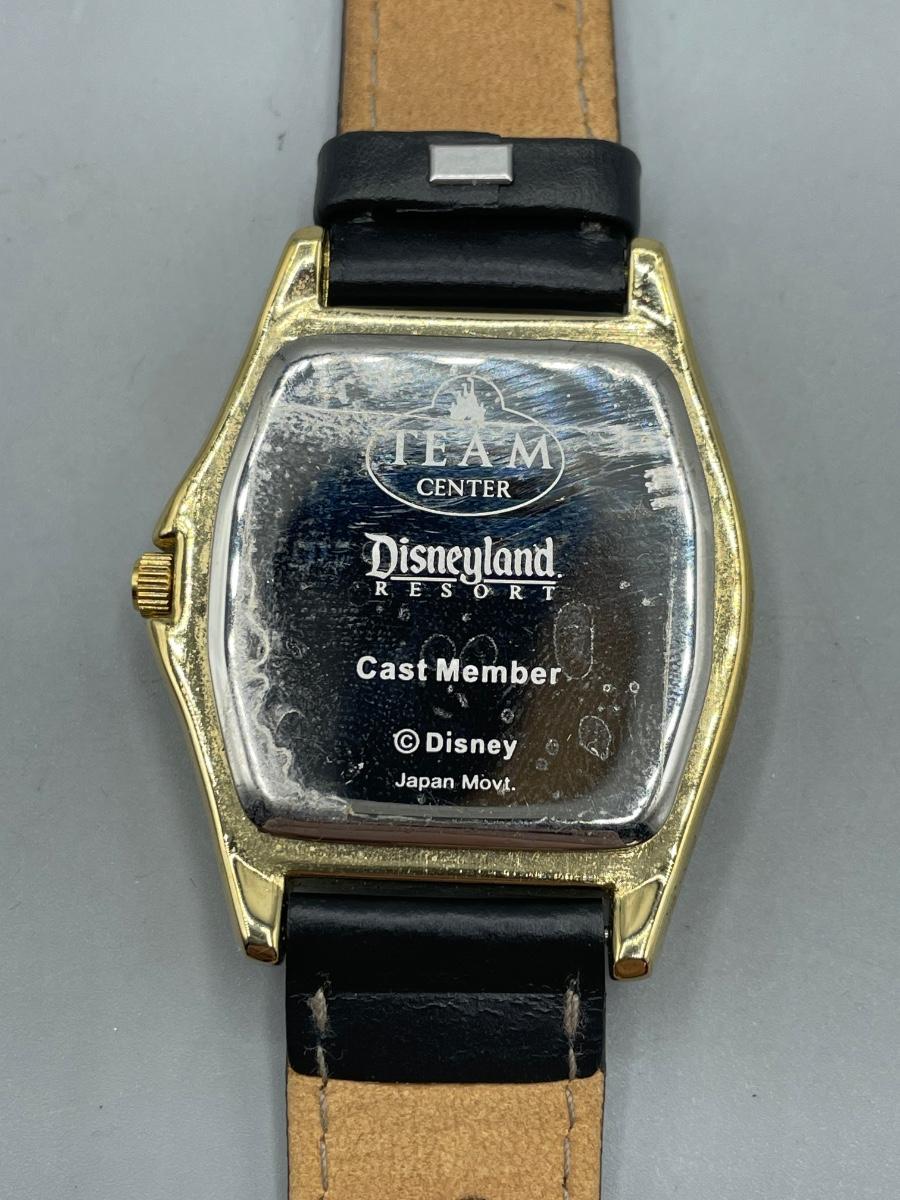 TEAM
CENTER
Disneyland.
RESORT
Cast Member
© Disney
Japan Movt.